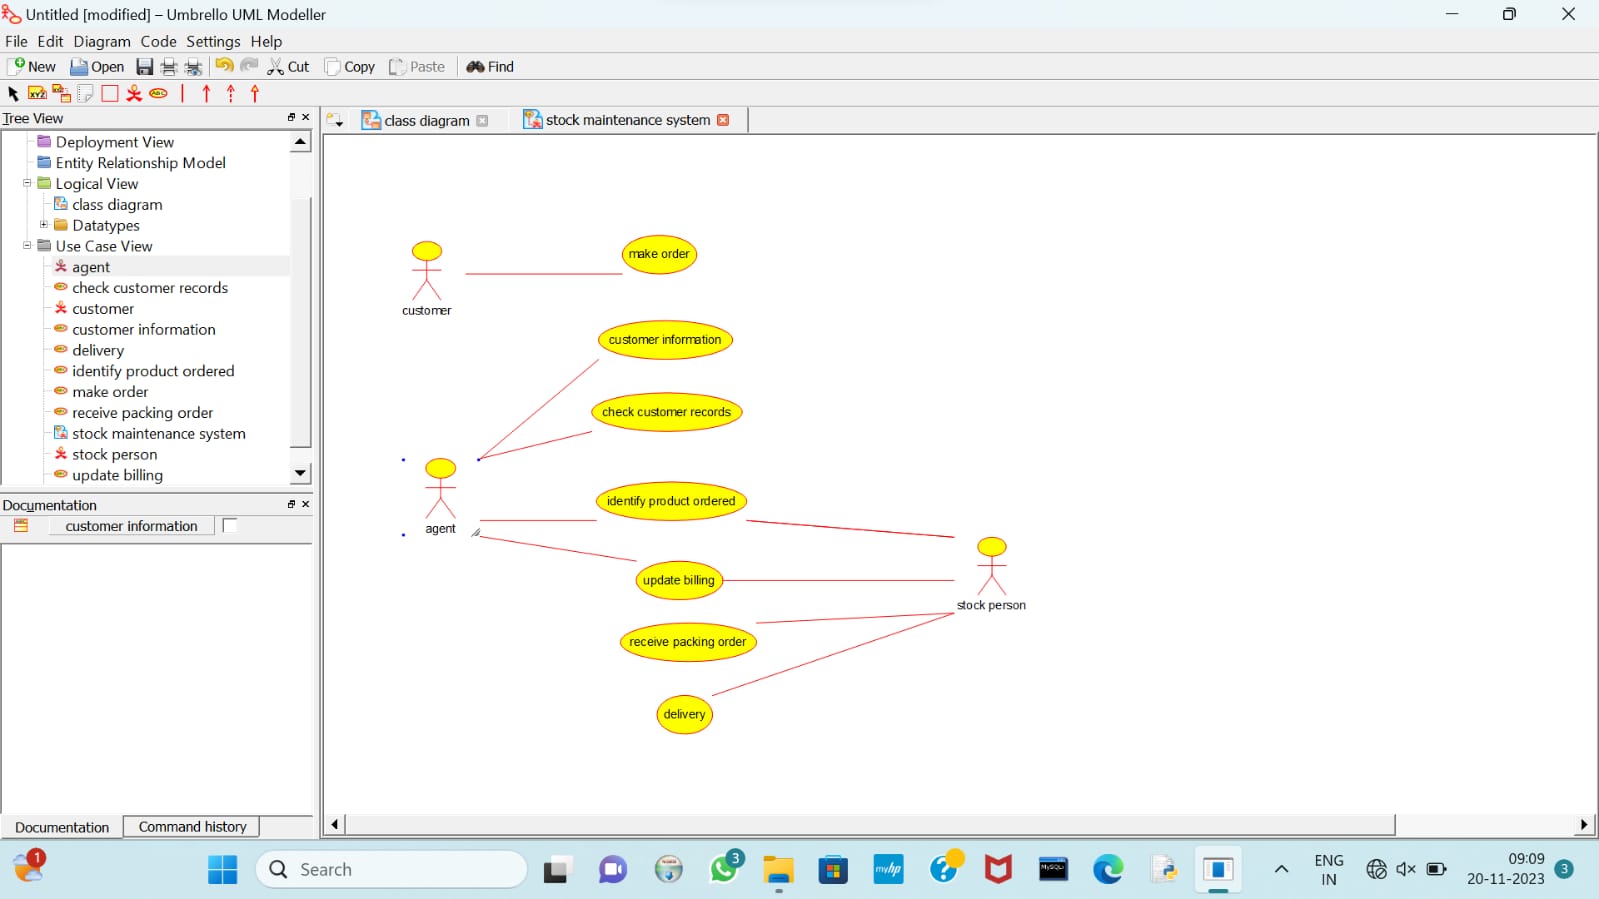 Untitled [modified] – Umbrello UML Modeller
File Edit Diagram Code Settings Help
New Open Cut Copy Paste Find
XYZ ABC
Tree View
class diagram
stock maintenance system
Deployment View
Entity Relationship Model
Logical View
class diagram
Datatypes
Use Case View
agent
check customer records
customer
customer information
delivery
identify product ordered
make order
receive packing order
stock maintenance system
stock person
update billing
Documentation
customer information
Documentation
Command history
make order
customer
customer information
check customer records
identify product ordered
agent
update billing
stock person
receive packing order
delivery
1
Search
3
myhp
MySQL
ENG
IN
09:09
20-11-2023
3